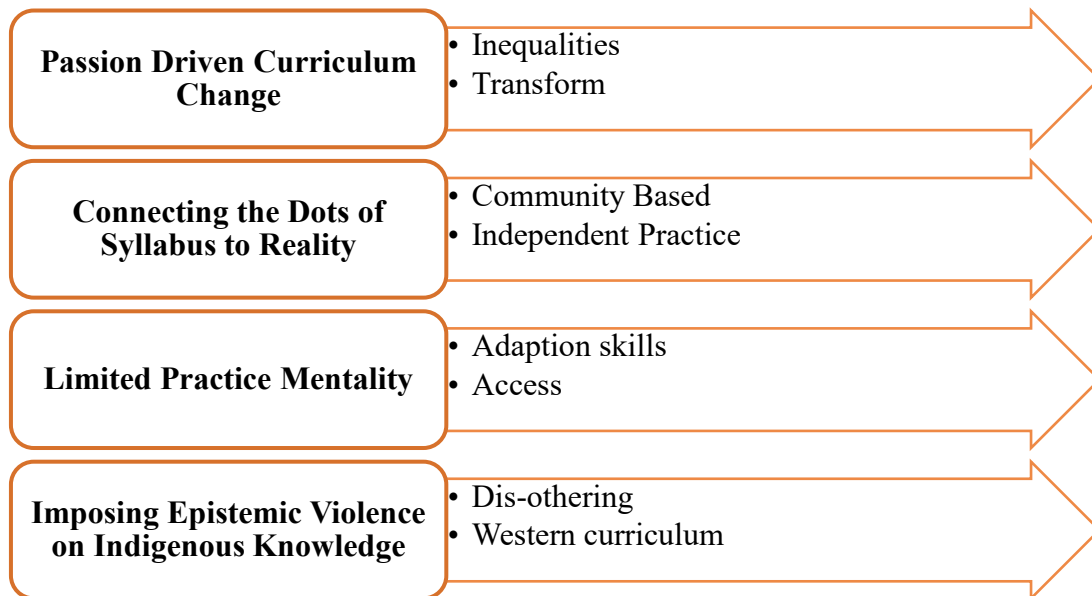 Passion Driven Curriculum
Change
• Inequalities
• Transform
Connecting the Dots of
Syllabus to Reality
• Community Based
• Independent Practice
Limited Practice Mentality
• Adaption skills
• Access
Imposing Epistemic Violence
on Indigenous Knowledge
• Dis-othering
• Western curriculum